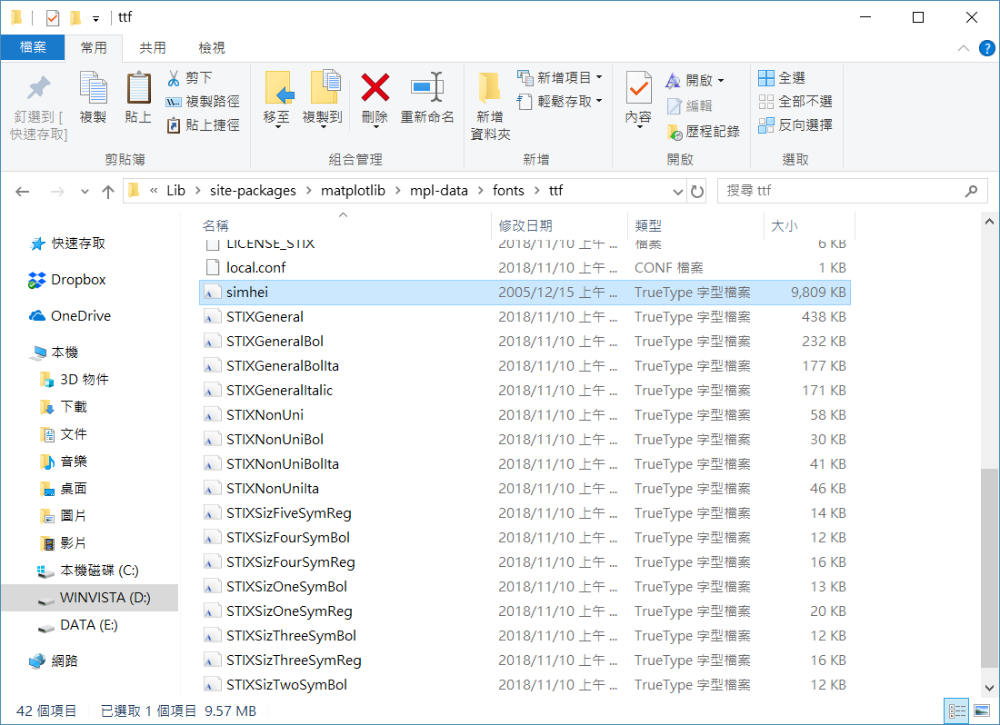 ttf
檔案 常用 共用 檢視
釘選到 [
快速存取]
複製
貼上
剪下
複製路徑
貼上捷徑
剪貼簿
移至
複製到
刪除
重新命名
組合管理
新增
資料夾
新增項目
輕鬆存取
新增
內容
開啟
編輯
歷程記錄
開啟
全選
全部不選
反向選擇
選取
« Lib > site-packages > matplotlib > mpl-data > fonts > ttf
搜尋 ttf
快速存取
Dropbox
OneDrive
本機
3D 物件
下載
文件
音樂
桌面
圖片
影片
本機磁碟 (C:)
WINVISTA (D:)
DATA (E:)
網路
名稱 修改日期 類型 大小
LICENSE_STIX 2018/11/10 上午 ... 檔案 6 KB
local.conf 2018/11/10 上午 ... CONF 檔案 1 KB
simhei 2005/12/15 上午 ... TrueType 字型檔案 9,809 KB
STIXGeneral 2018/11/10 上午 ... TrueType 字型檔案 438 KB
STIXGeneralBol 2018/11/10 上午 ... TrueType 字型檔案 232 KB
STIXGeneralBolIta 2018/11/10 上午 ... TrueType 字型檔案 177 KB
STIXGeneralItalic 2018/11/10 上午 ... TrueType 字型檔案 171 KB
STIXNonUni 2018/11/10 上午 ... TrueType 字型檔案 58 KB
STIXNonUniBol 2018/11/10 上午 ... TrueType 字型檔案 30 KB
STIXNonUniBolIta 2018/11/10 上午 ... TrueType 字型檔案 41 KB
STIXNonUniIta 2018/11/10 上午 ... TrueType 字型檔案 46 KB
STIXSizFiveSymReg 2018/11/10 上午 ... TrueType 字型檔案 14 KB
STIXSizFourSymBol 2018/11/10 上午 ... TrueType 字型檔案 12 KB
STIXSizFourSymReg 2018/11/10 上午 ... TrueType 字型檔案 16 KB
STIXSizOneSymBol 2018/11/10 上午 ... TrueType 字型檔案 13 KB
STIXSizOneSymReg 2018/11/10 上午 ... TrueType 字型檔案 20 KB
STIXSizThreeSymBol 2018/11/10 上午 ... TrueType 字型檔案 12 KB
STIXSizThreeSymReg 2018/11/10 上午 ... TrueType 字型檔案 16 KB
STIXSizTwoSymBol 2018/11/10 上午 ... TrueType 字型檔案 12 KB
42 個項目 已選取 1 個項目 9.57 MB